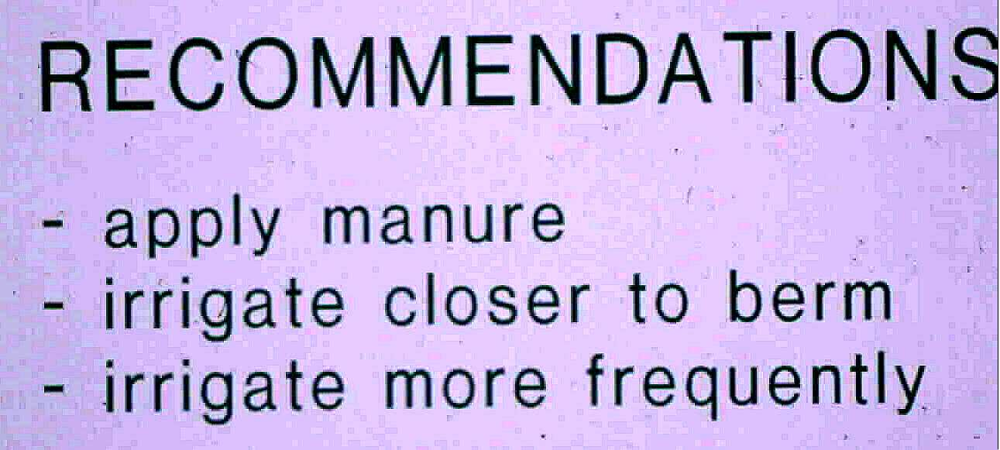 RECOMMENDATIONS
- apply manure
- irrigate closer to berm
- irrigate more frequently